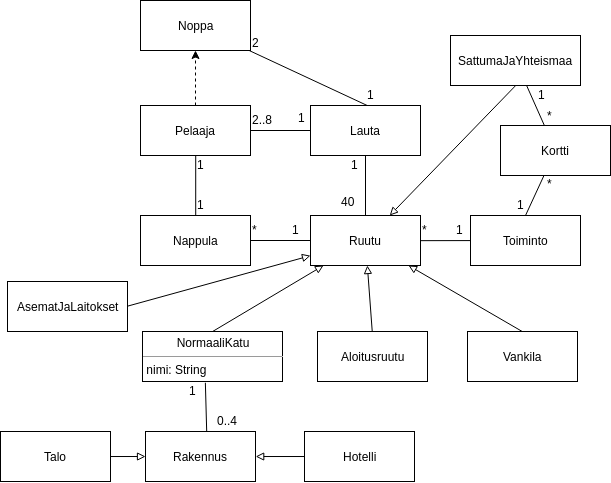 Noppa
2
SattumaJaYhteismaa
1
1
*
Pelaaja
2..8
1
Lauta
Kortti
1
1
*
40
1
1
Nappula
*
1
Ruutu
*
1
Toiminto
AsematJaLaitokset
NormaaliKatu
nimi: String
Aloitusruutu
Vankila
1
0..4
Talo
Rakennus
Hotelli